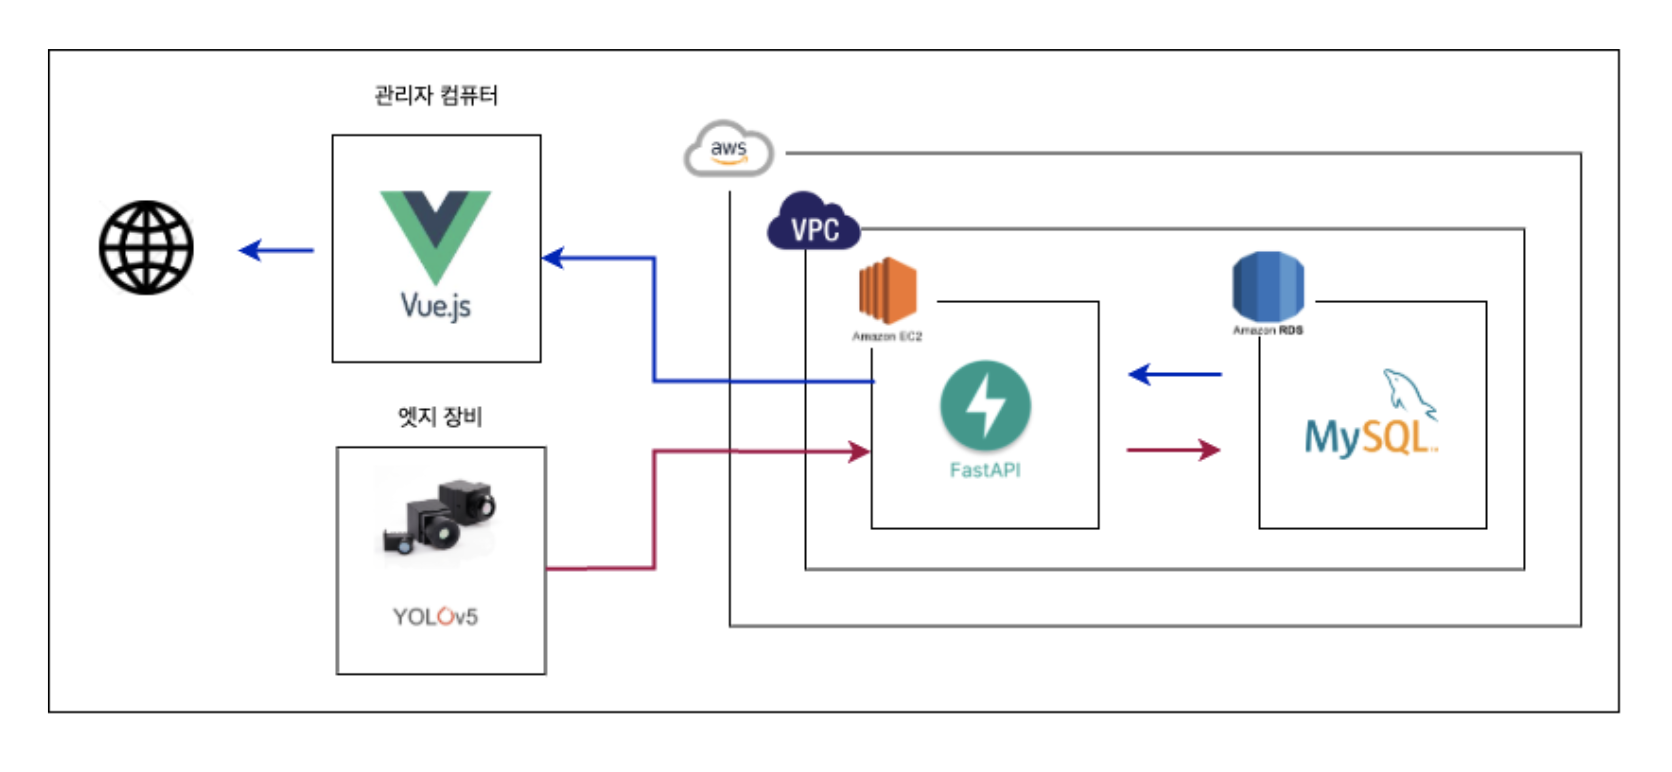 관리자 컴퓨터
Vue.js
엣지 장비
YOLOv5
aws
VPC
Amazon EC2
FastAPI
Amazon RDS
MySQL